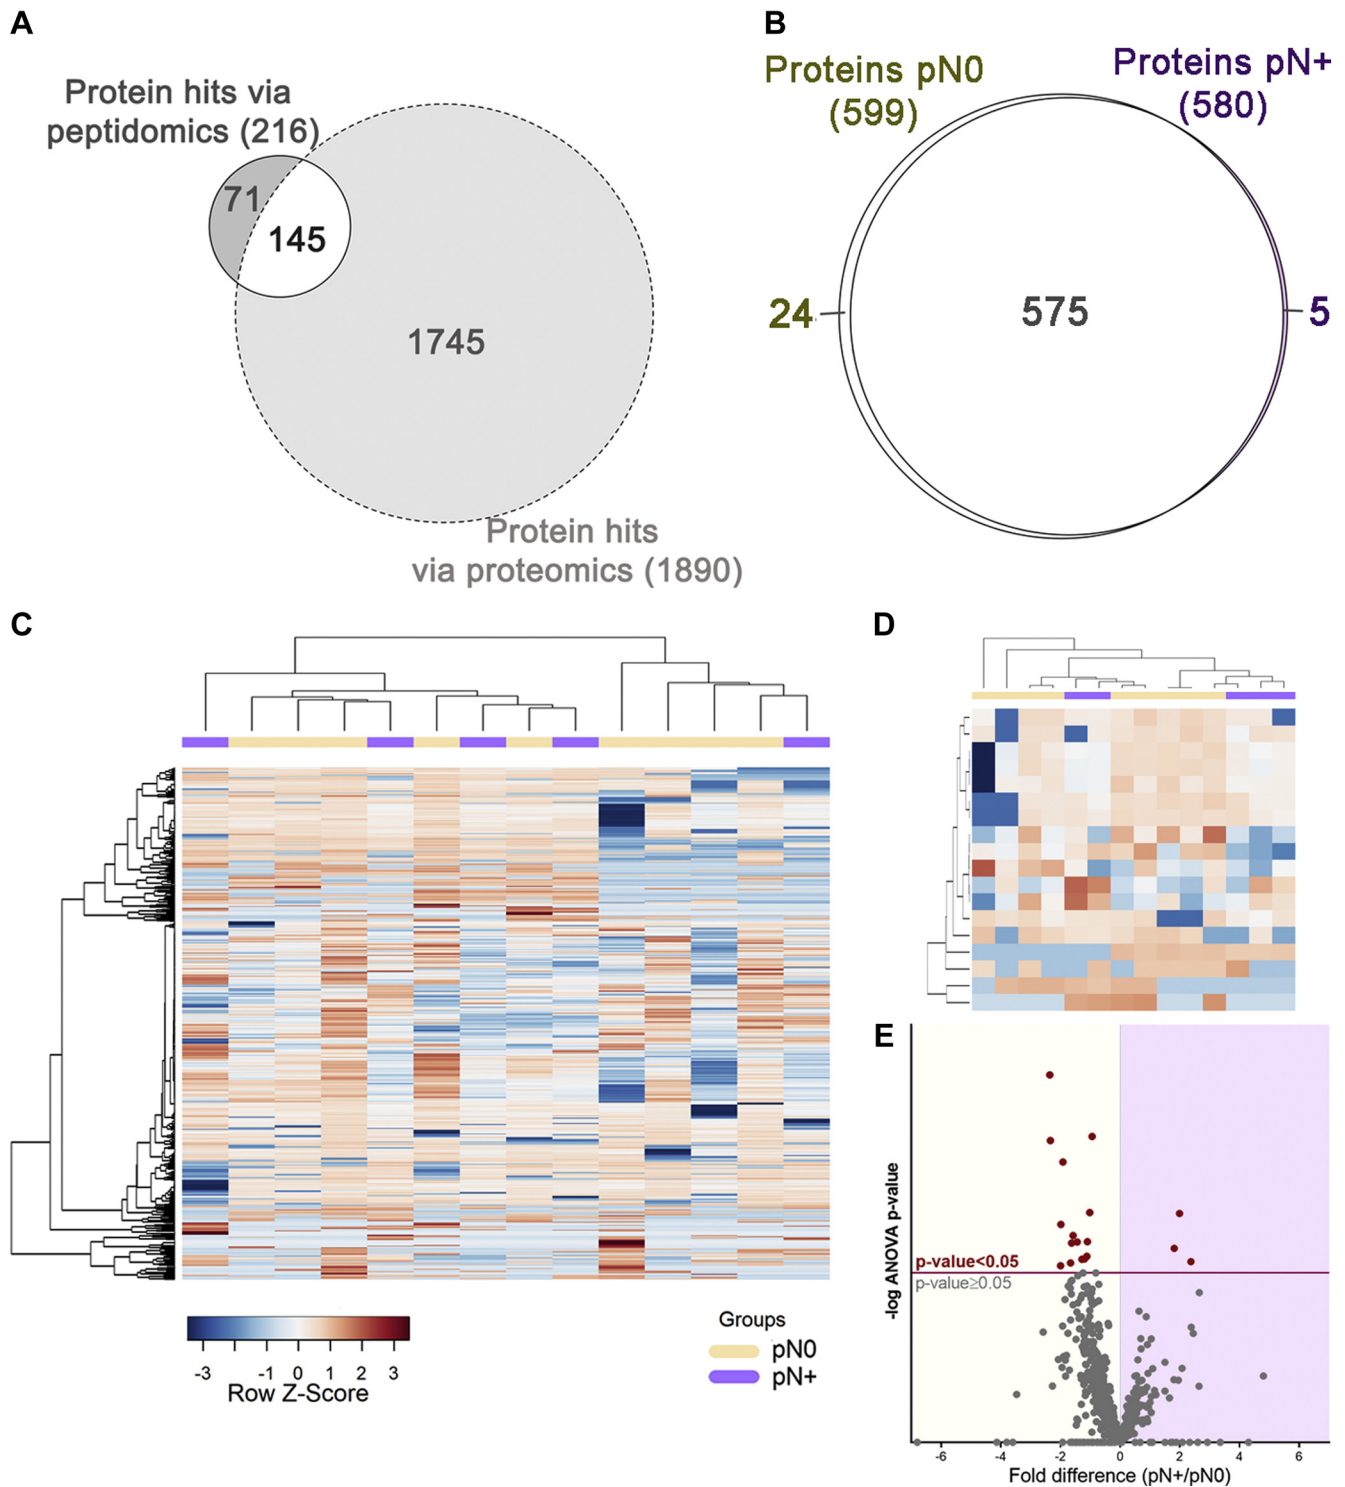 A
Protein hits via
peptidomics (216)
71
145
1745
Protein hits
via proteomics (1890)
B
Proteins pN0
(599)
Proteins pN+
(580)
24
575
5
C
-3 -1 0 1 2 3
Row Z-Score
Groups
pN0
pN+
D
E
-log ANOVA p-value
p-value<0.05
p-value≥0.05
-6 -4 -2 0 2 4 6
Fold difference (pN+/pN0)